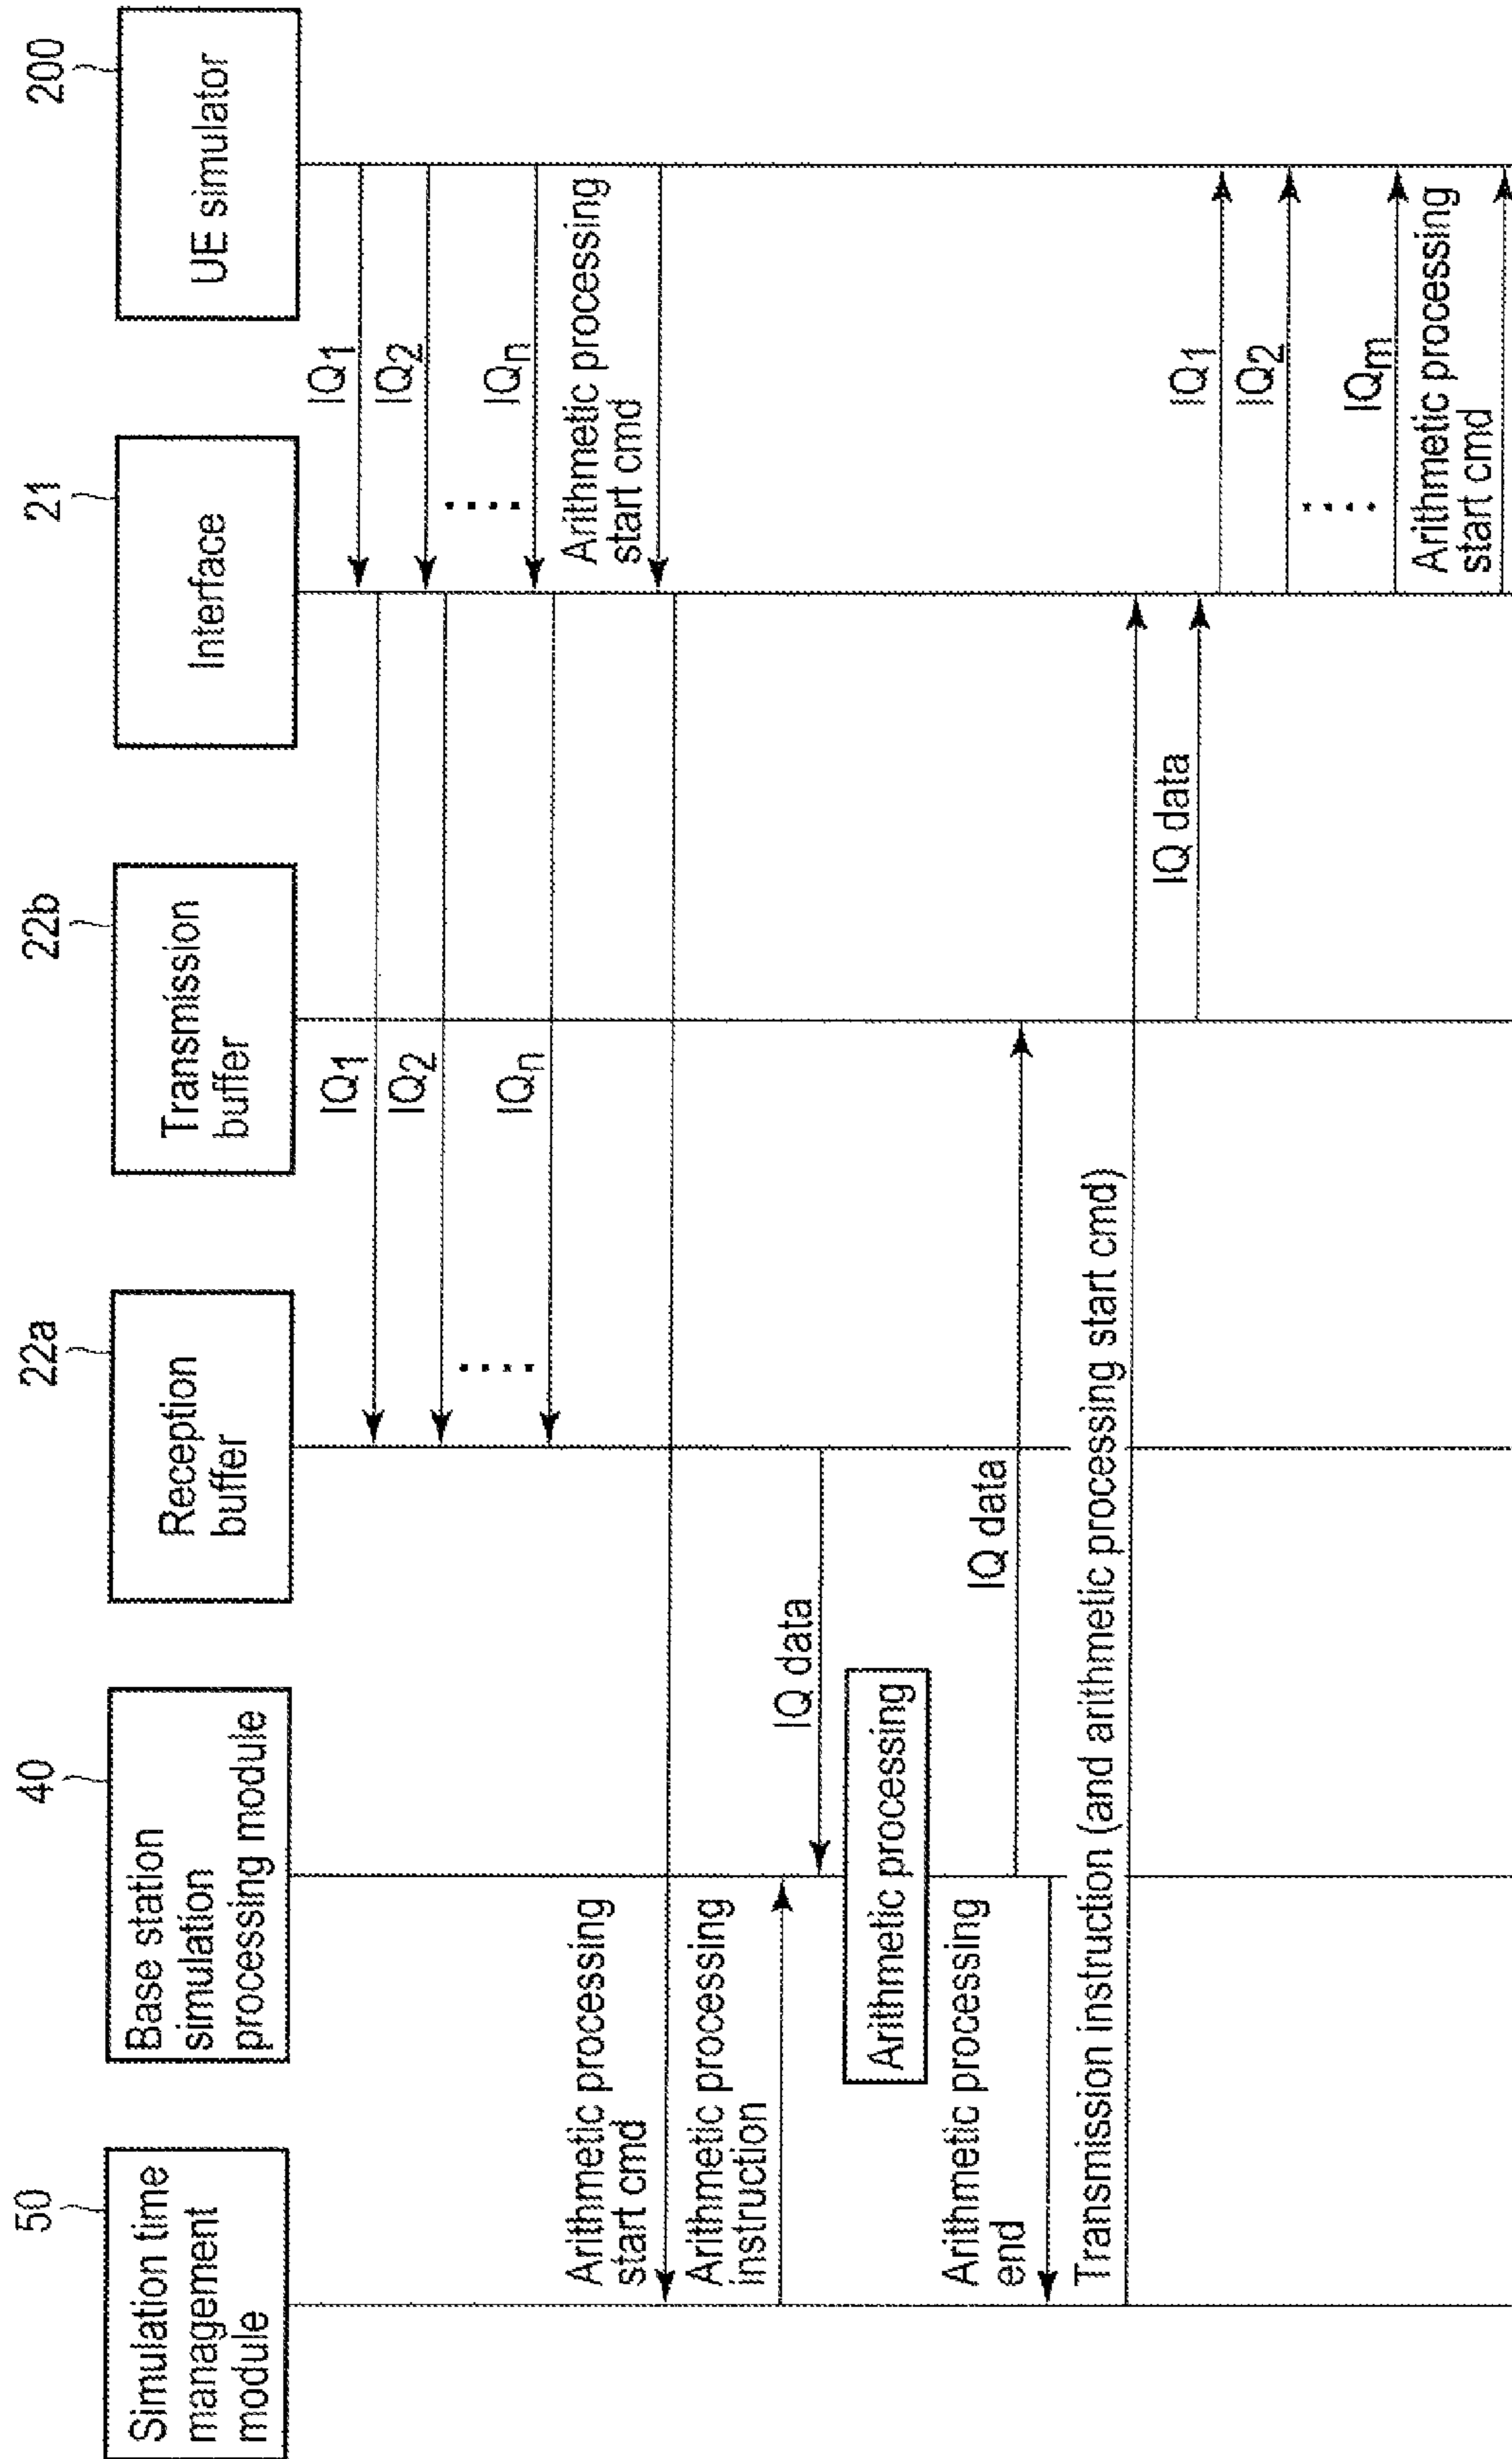 50
Simulation time
management
module
40
Base station
simulation
processing module
22a
Reception
buffer
22b
Transmission
buffer
21
Interface
200
UE simulator
IQ1
IQ2
....
IQn
Arithmetic processing
start cmd
IQ1
IQ2
....
IQn
Arithmetic processing
start cmd
Arithmetic processing
instruction
IQ data
Arithmetic processing
IQ data
Arithmetic processing
end
Transmission instruction (and arithmetic processing start cmd)
IQ data
IQ1
IQ2
....
IQm
Arithmetic processing
start cmd